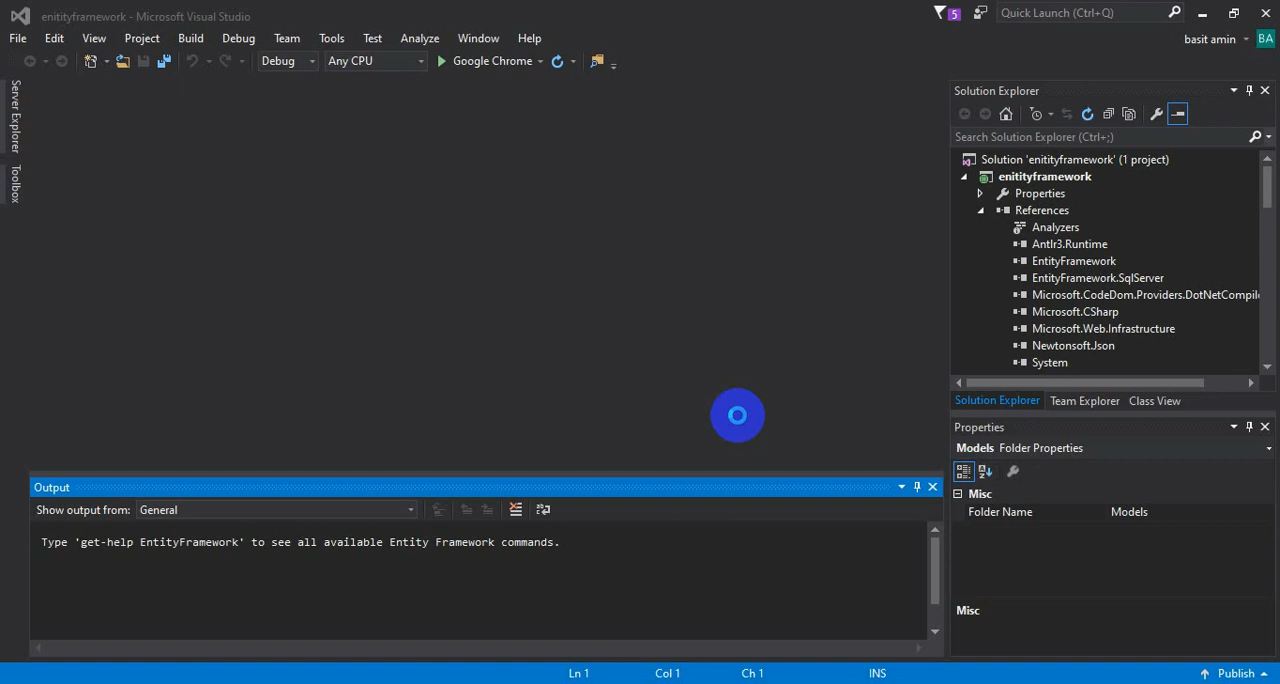 enitityframework - Microsoft Visual Studio
5
Quick Launch (Ctrl+Q)
File Edit View Project Build Debug Team Tools Test Analyze Window Help
basit amin BA
Debug Any CPU Google Chrome
Server Explorer
Toolbox
Solution Explorer
Search Solution Explorer (Ctrl+;)
Solution 'enitityframework' (1 project)
enitityframework
Properties
References
Analyzers
Antlr3.Runtime
EntityFramework
EntityFramework.SqlServer
Microsoft.CodeDom.Providers.DotNetCompile
Microsoft.CSharp
Microsoft.Web.Infrastructure
Newtonsoft.Json
System
Solution Explorer Team Explorer Class View
Properties
Models Folder Properties
Misc
Folder Name Models
Misc
Output
Show output from: General
Type 'get-help EntityFramework' to see all available Entity Framework commands.
Ln 1 Col 1 Ch 1 INS Publish